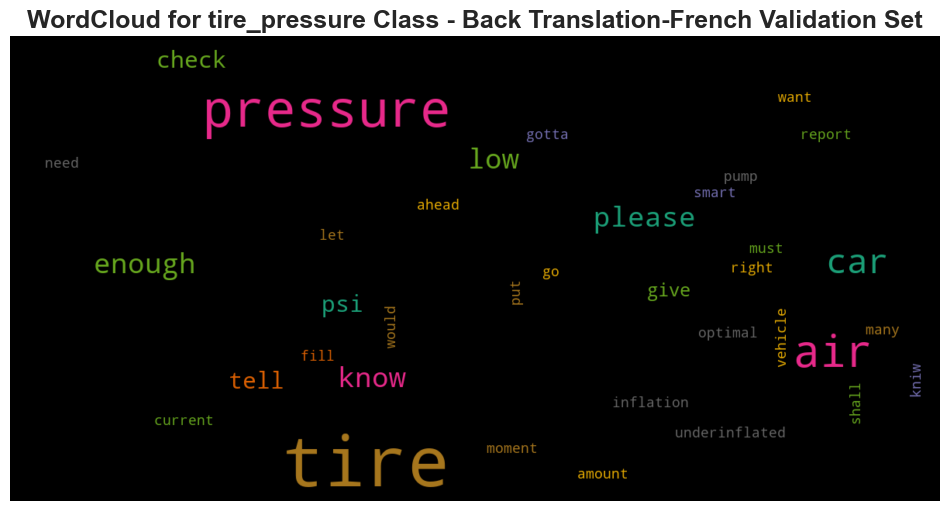 WordCloud for tire_pressure Class - Back Translation-French Validation Set
check
want
pressure
gotta
report
low
need
pump
smart
ahead
please
let
must
enough
car
right
go
give
put
psi
would
many
optimal
vehicle
air
fill
know
tell
kniw
shall
inflation
current
underinflated
moment
tire
amount